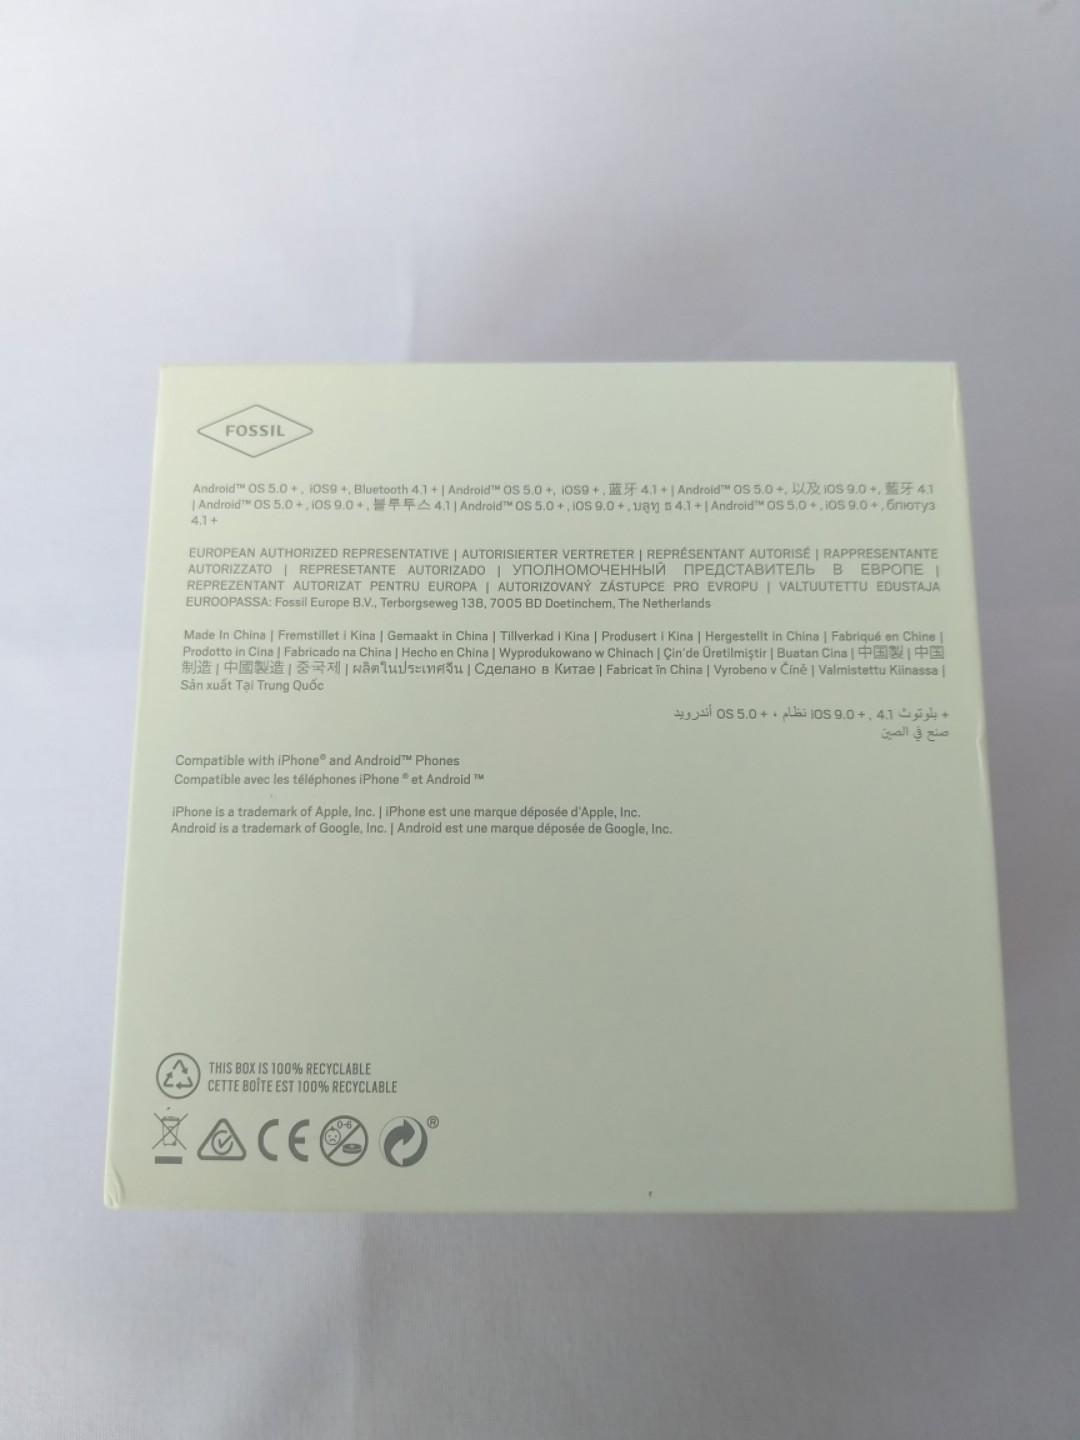 FOSSIL
Android™ OS 5.0 +, iOS9 +, Bluetooth 4.1 + | Android™ OS 5.0 +, iOS9 +, 蓝牙 4.1 + | Android™ OS 5.0 +, 以及 iOS 9.0 +, 藍牙 4.1
| Android™ OS 5.0 +, iOS 9.0 +, 블루투스 4.1 | Android™ OS 5.0 +, iOS 9.0 +, บลูทู ธ 4.1 + | Android™ OS 5.0 +, iOS 9.0 +, блютуз
4.1 +
EUROPEAN AUTHORIZED REPRESENTATIVE | AUTORISIERTER VERTRETER | REPRÉSENTANT AUTORISÉ | RAPPRESENTANTE
AUTORIZZATO | REPRESETANTE AUTORIZADO | УПОЛНОМОЧЕННЫЙ ПРЕДСТАВИТЕЛЬ В ЕВРОПЕ |
REPREZENTANT AUTORIZAT PENTRU EUROPA | AUTORIZOVANÝ ZÁSTUPCE PRO EVROPU | VALTUUTETTU EDUSTAJA
EUROOPASSA: Fossil Europe B.V., Terborgseweg 138, 7005 BD Doetinchem, The Netherlands
Made In China | Fremstillet i Kina | Gemaakt in China | Tillverkad i Kina | Produsert i Kina | Hergestellt in China | Fabriqué en Chine |
Prodotto in Cina | Fabricado na China | Hecho en China | Wyprodukowano w Chinach | Çin'de Üretilmiştir | Buatan Cina | 中国製 | 中国
制造 | 中國製造 | 중국제 | ผลิตในประเทศจีน | Сделано в Китае | Fabricat în China | Vyrobeno v Číně | Valmistettu Kiinassa |
Sản xuất Tại Trung Quốc
+ بلوتوث 4.1 , + iOS 9.0 نظام ، + OS 5.0 أندرويد
صنع في الصين
Compatible with iPhone® and Android™ Phones
Compatible avec les téléphones iPhone ® et Android ™
iPhone is a trademark of Apple, Inc. | iPhone est une marque déposée d'Apple, Inc.
Android is a trademark of Google, Inc. | Android est une marque déposée de Google, Inc.
THIS BOX IS 100% RECYCLABLE
CETTE BOÎTE EST 100% RECYCLABLE
CE 0-6 ®